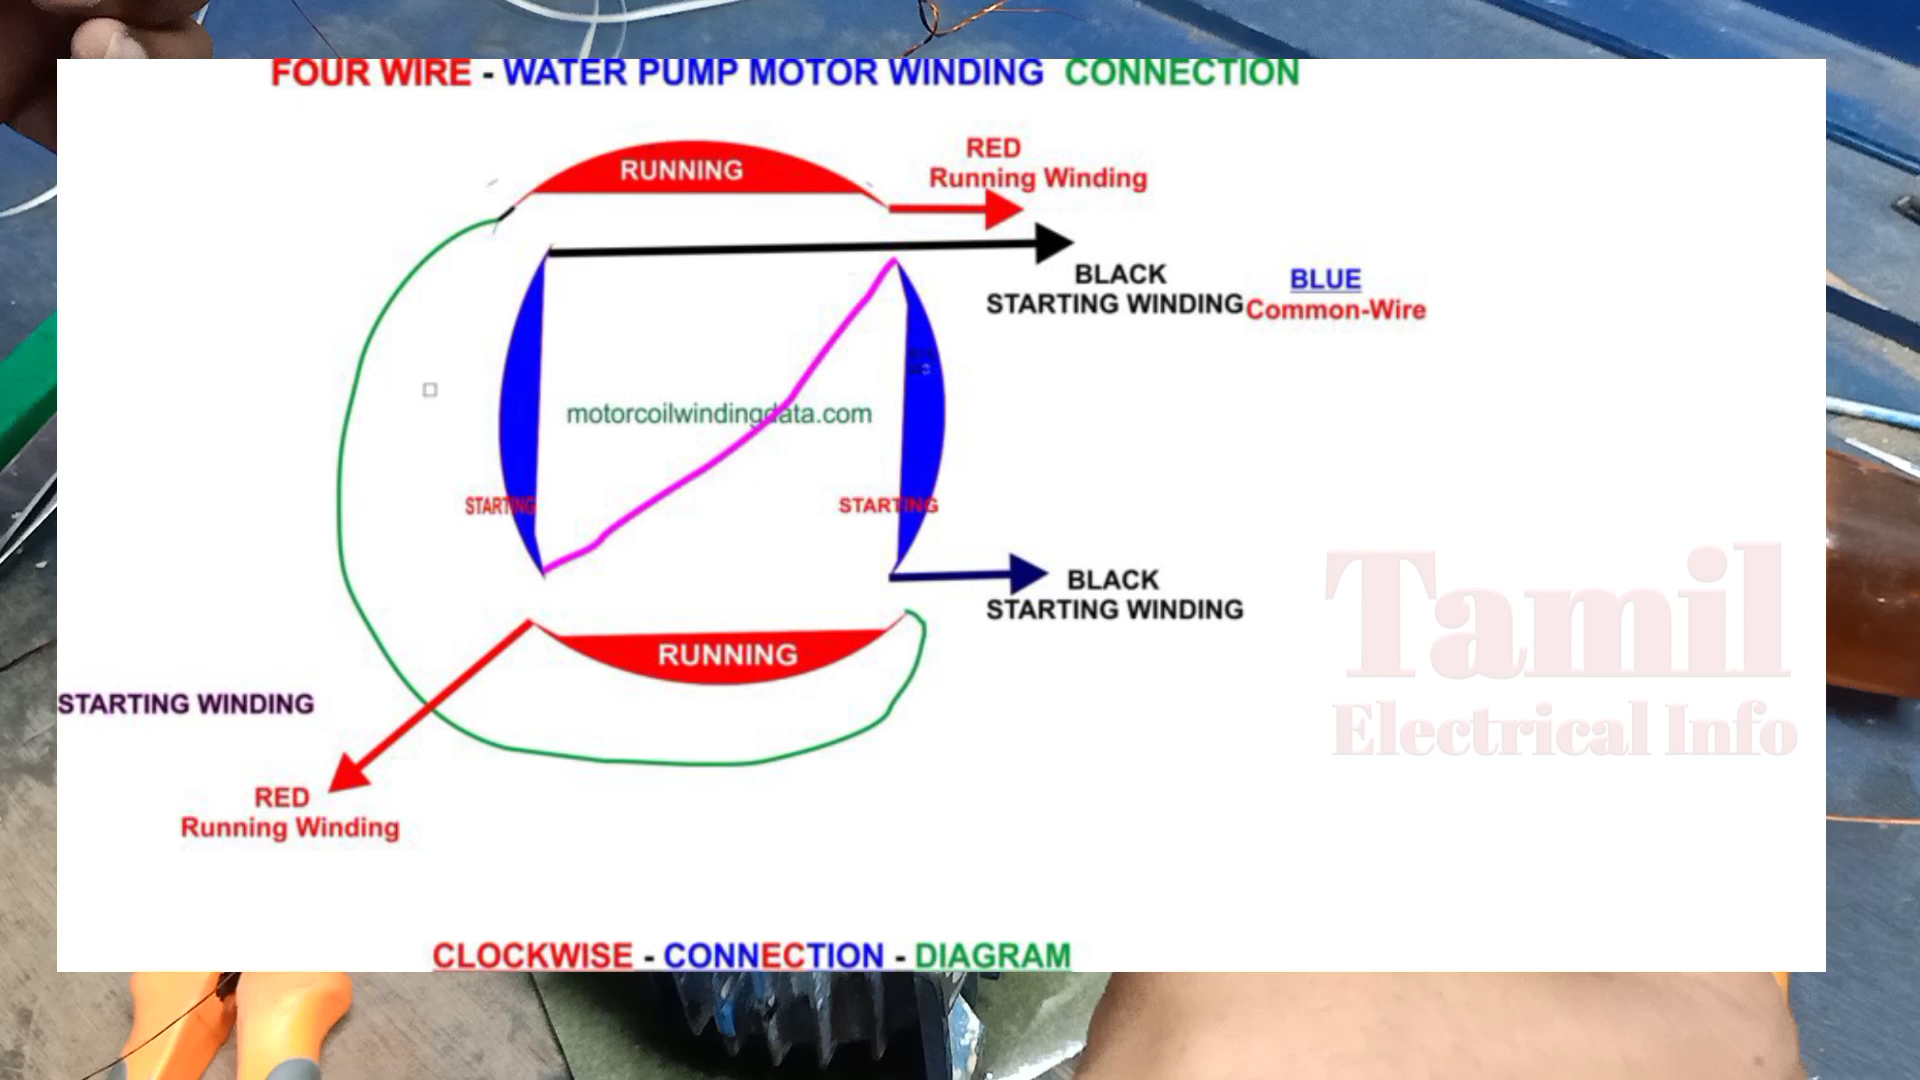 FOUR WIRE - WATER PUMP MOTOR WINDING CONNECTION
RUNNING
RED
Running Winding
BLACK
STARTING WINDING
BLUE
Common-Wire
motorcoilwindingdata.com
STARTING
STARTING
BLACK
STARTING WINDING
RUNNING
STARTING WINDING
RED
Running Winding
Tamil
Electrical Info
CLOCKWISE - CONNECTION - DIAGRAM